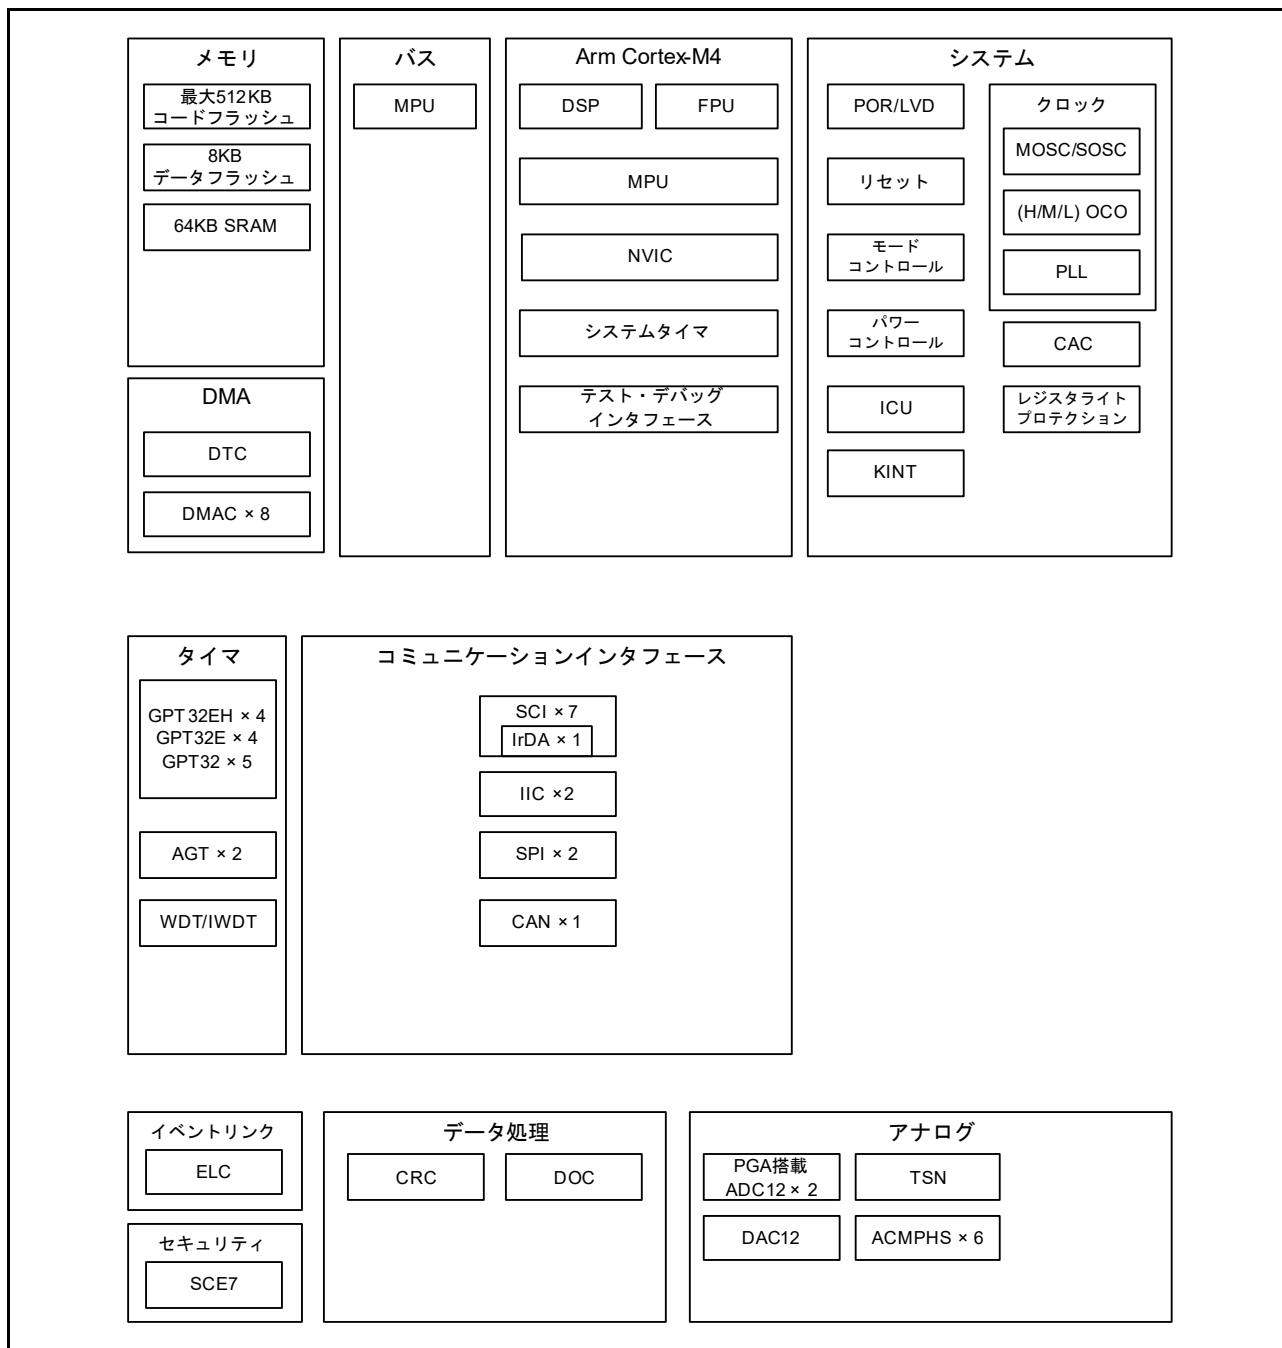 メモリ
最大512KB
コードフラッシュ
8KB
データフラッシュ
64KB SRAM
DMA
DTC
DMAC × 8
バス
MPU
Arm Cortex-M4
DSP
FPU
MPU
NVIC
システムタイマ
テスト・デバッグ
インタフェース
システム
POR/LVD
リセット
モード
コントロール
パワー
コントロール
ICU
KINT
クロック
MOSC/SOSC
(H/M/L) OCO
PLL
CAC
レジスタライト
プロテクション
タイマ
GPT32EH × 4
GPT32E × 4
GPT32 × 5
AGT × 2
WDT/IWDT
コミュニケーションインタフェース
SCI × 7
IrDA × 1
IIC ×2
SPI × 2
CAN × 1
イベントリンク
ELC
セキュリティ
SCE7
データ処理
CRC
DOC
アナログ
PGA搭載
ADC12 × 2
TSN
DAC12
ACMPHS × 6